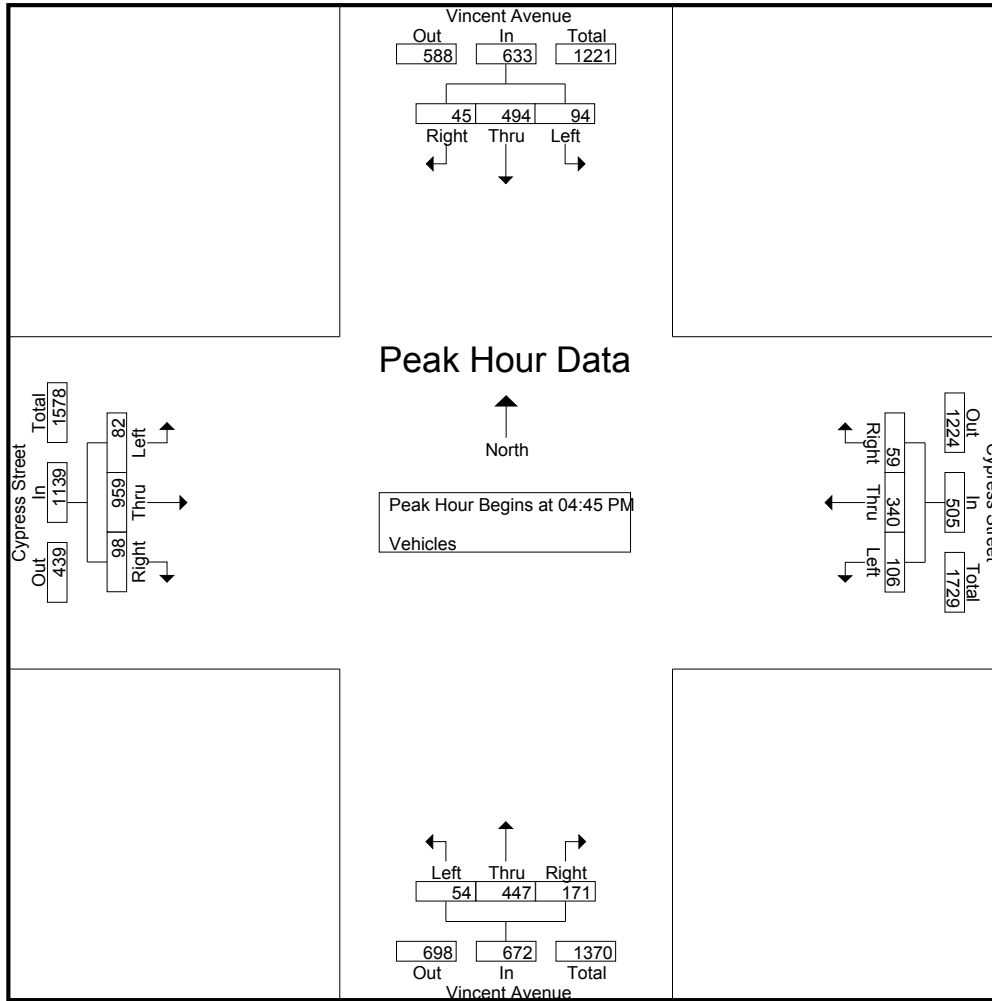 Vincent Avenue
Out In Total
588 633 1221
45 494 94
Right Thru Left
Peak Hour Data
North
Peak Hour Begins at 04:45 PM
Vehicles
Cypress Street
Total In Out
1578 1139 439
82 959 98
Left Thru Right
Cypress Street
Out In Total
1224 505 1729
59 340 106
Right Thru Left
Left Thru Right
54 447 171
698 672 1370
Out In Total
Vincent Avenue